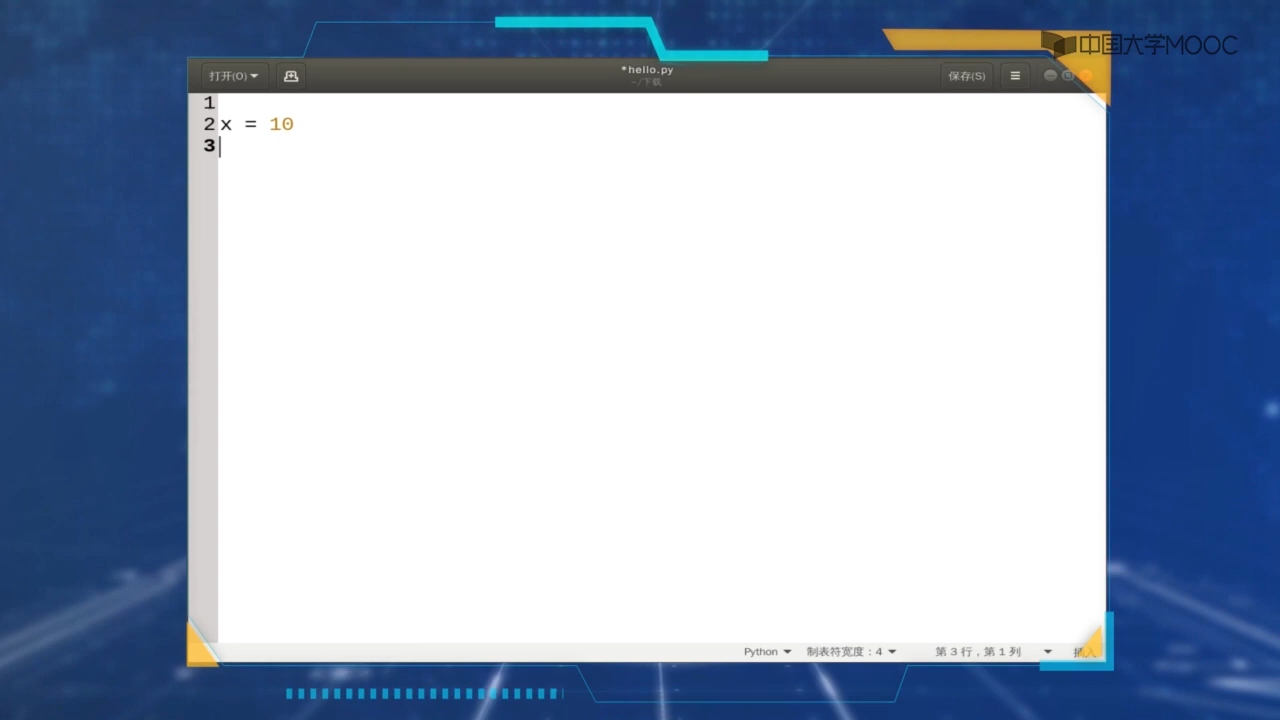 中国大学MOOC
打开(O)
*hello.py
~/下载
保存(S)
1
2 x = 10
3
Python
制表符宽度：4
第 3 行，第 1 列
插入